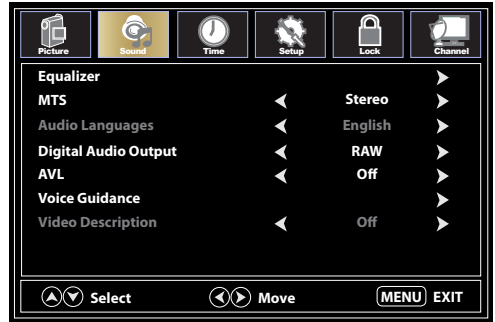 Picture Sound Time Setup Lock Channel
Equalizer
MTS Stereo
Audio Languages English
Digital Audio Output RAW
AVL Off
Voice Guidance
Video Description Off
Select Move MENU EXIT